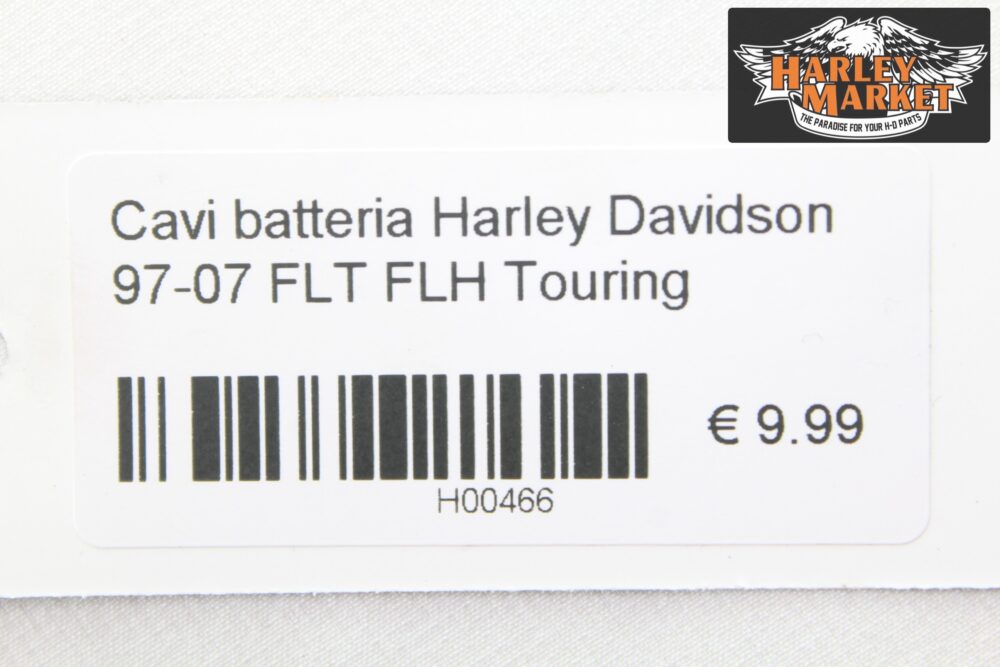 HARLEY
MARKET
THE PARADISE FOR YOUR H-D PARTS
Cavi batteria Harley Davidson
97-07 FLT FLH Touring
€ 9.99
H00466